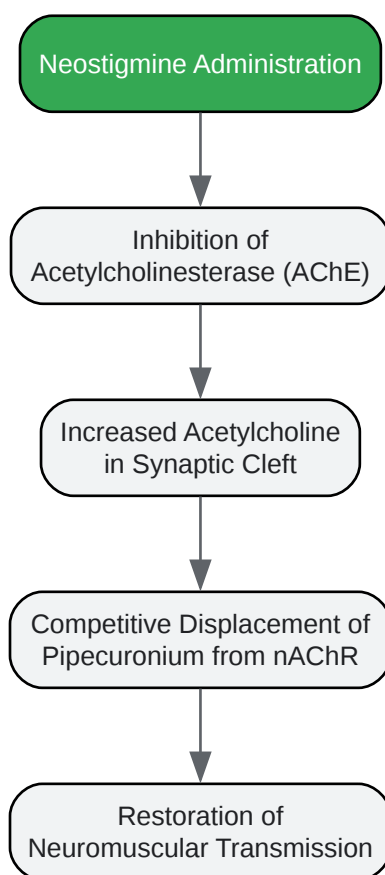 Neostigmine Administration
Inhibition of
Acetylcholinesterase (AChE)
Increased Acetylcholine
in Synaptic Cleft
Competitive Displacement of
Pipecuronium from nAChR
Restoration of
Neuromuscular Transmission